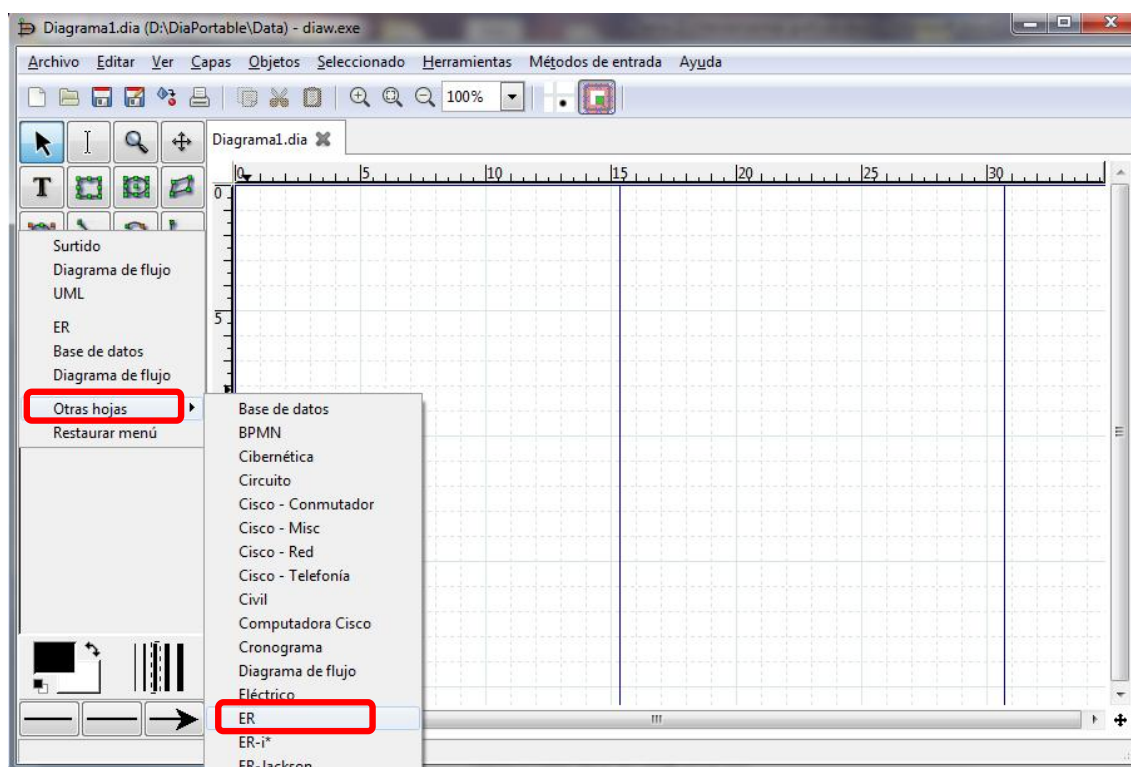 Diagrama1.dia (D:\DiaPortable\Data) - diaw.exe
Archivo Editar Ver Capas Objetos Seleccionado Herramientas Métodos de entrada Ayuda
100%
Diagrama1.dia
0 5 10 15 20 25 30
T
0
Surtido
Diagrama de flujo
UML
5
ER
Base de datos
Diagrama de flujo
Otras hojas
Restaurar menú
Base de datos
BPMN
Cibernética
Circuito
Cisco - Conmutador
Cisco - Misc
Cisco - Red
Cisco - Telefonía
Civil
Computadora Cisco
Cronograma
Diagrama de flujo
Eléctrico
ER
ER-i*
ER-Jackson